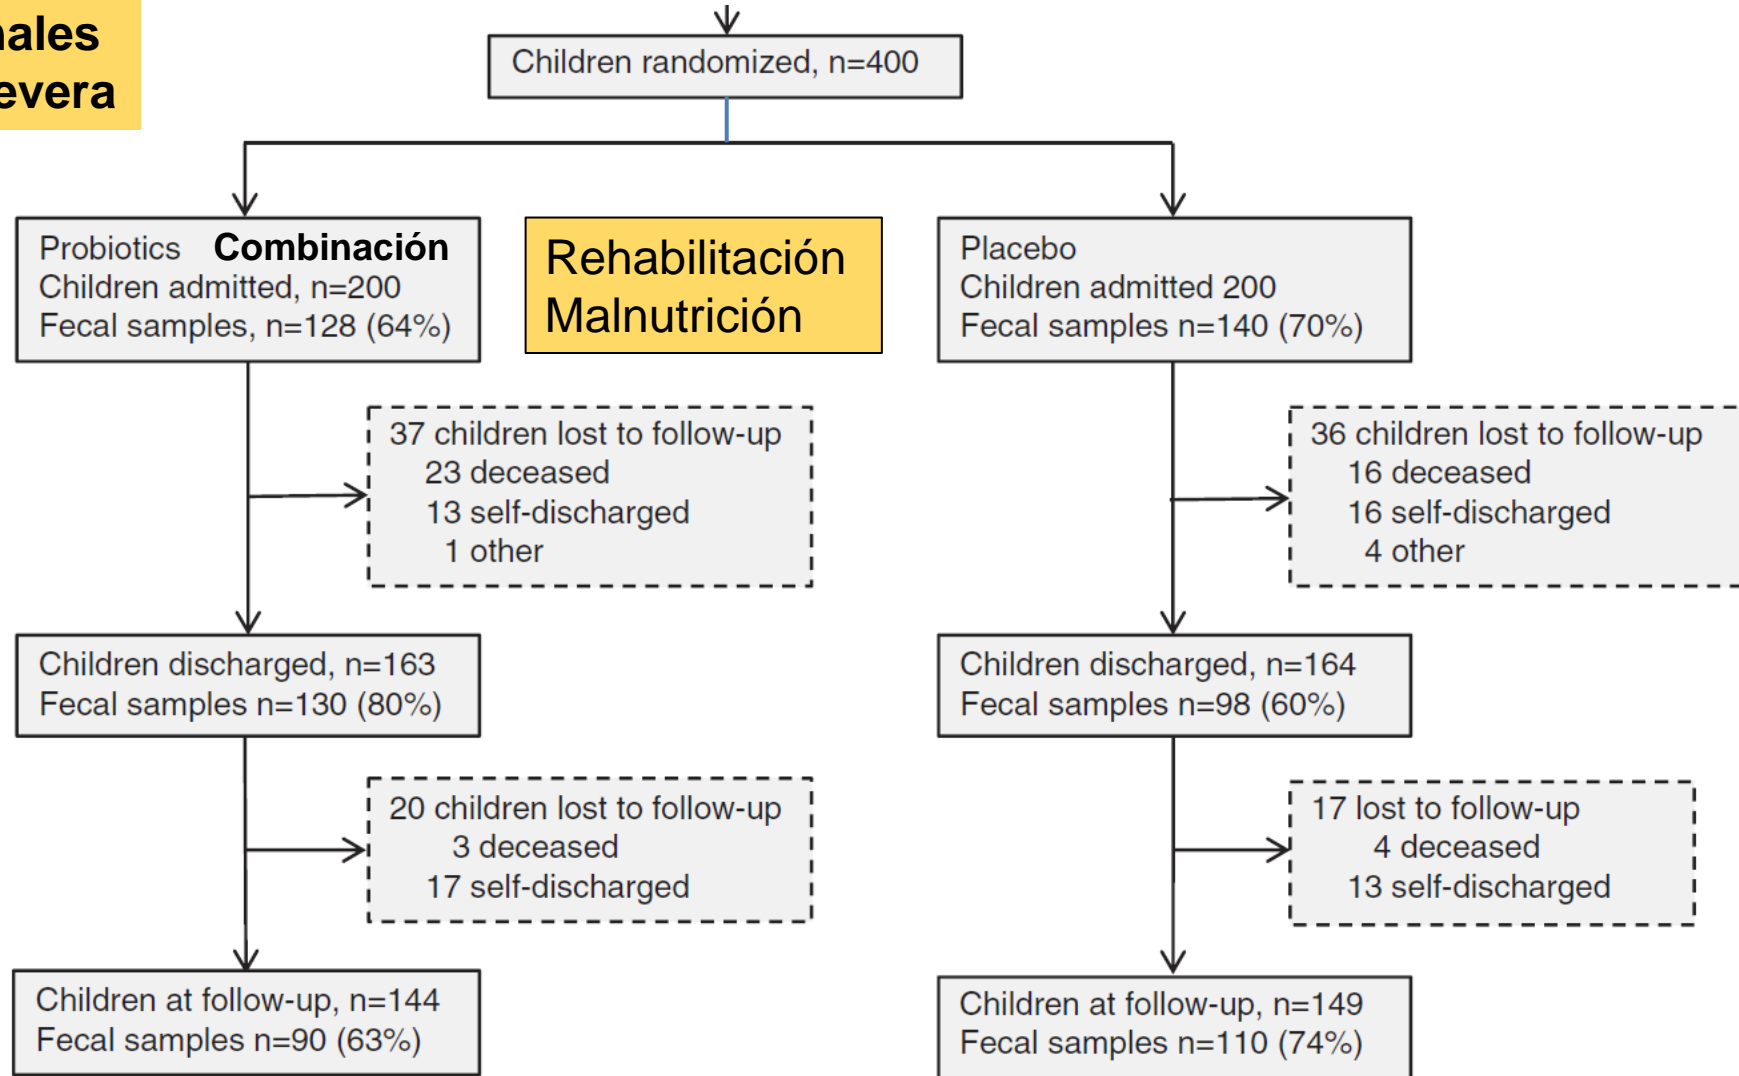 Children randomized, n=400
Probiotics Combinación
Children admitted, n=200
Fecal samples, n=128 (64%)
Rehabilitación
Malnutrición
Placebo
Children admitted 200
Fecal samples n=140 (70%)
37 children lost to follow-up
23 deceased
13 self-discharged
1 other
36 children lost to follow-up
16 deceased
16 self-discharged
4 other
Children discharged, n=163
Fecal samples n=130 (80%)
Children discharged, n=164
Fecal samples n=98 (60%)
20 children lost to follow-up
3 deceased
17 self-discharged
17 lost to follow-up
4 deceased
13 self-discharged
Children at follow-up, n=144
Fecal samples n=90 (63%)
Children at follow-up, n=149
Fecal samples n=110 (74%)